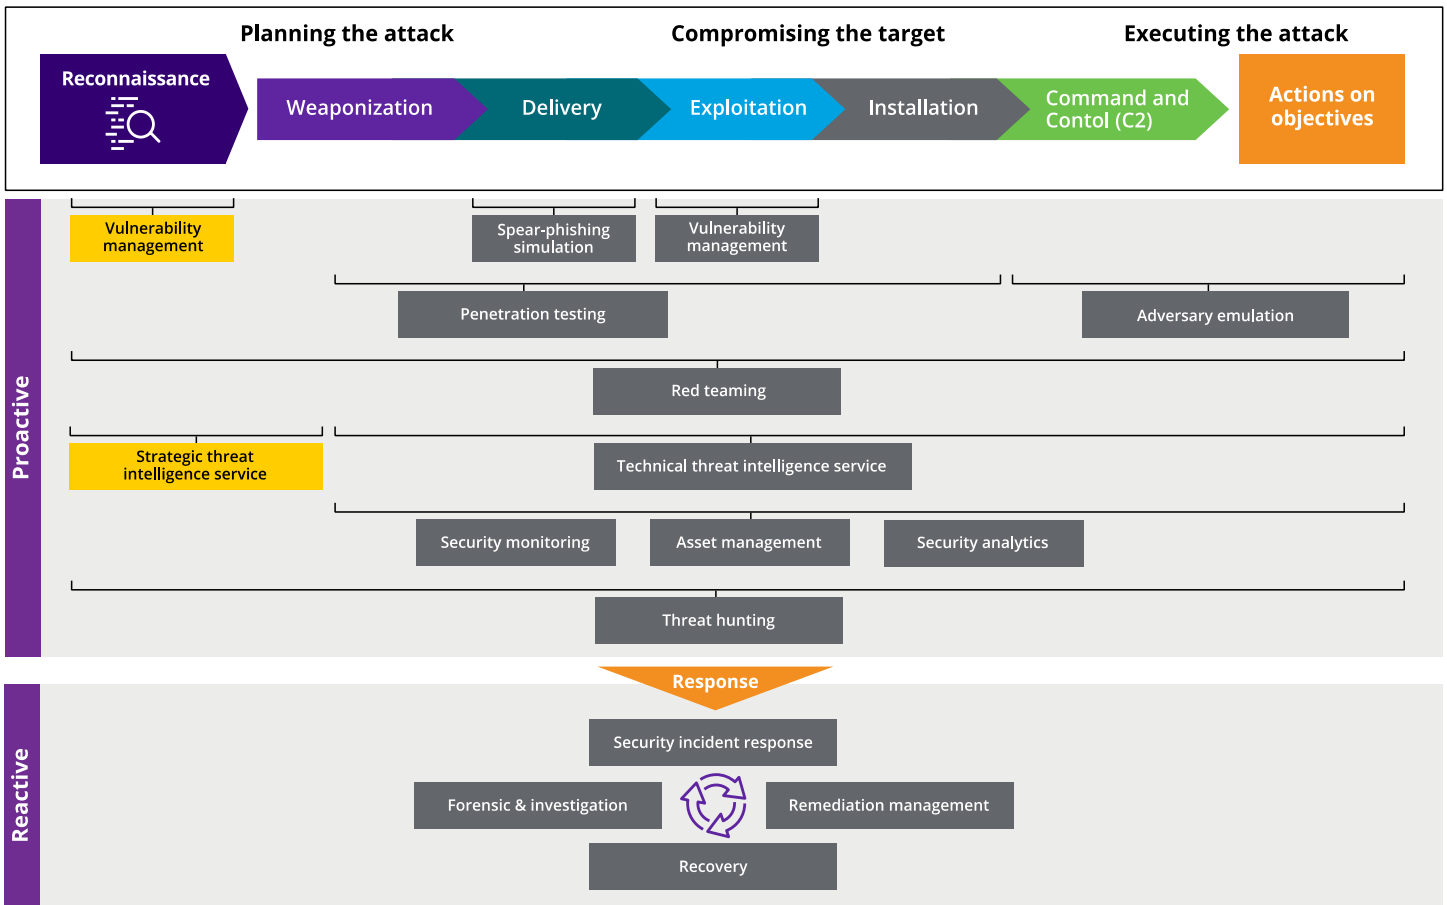 Planning the attack
Compromising the target
Executing the attack
Reconnaissance
Weaponization
Delivery
Exploitation
Installation
Command and
Contol (C2)
Actions on
objectives
Proactive
Vulnerability
management
Spear-phishing
simulation
Vulnerability
management
Penetration testing
Adversary emulation
Red teaming
Strategic threat
intelligence service
Technical threat intelligence service
Security monitoring
Asset management
Security analytics
Threat hunting
Response
Reactive
Security incident response
Forensic & investigation
Remediation management
Recovery